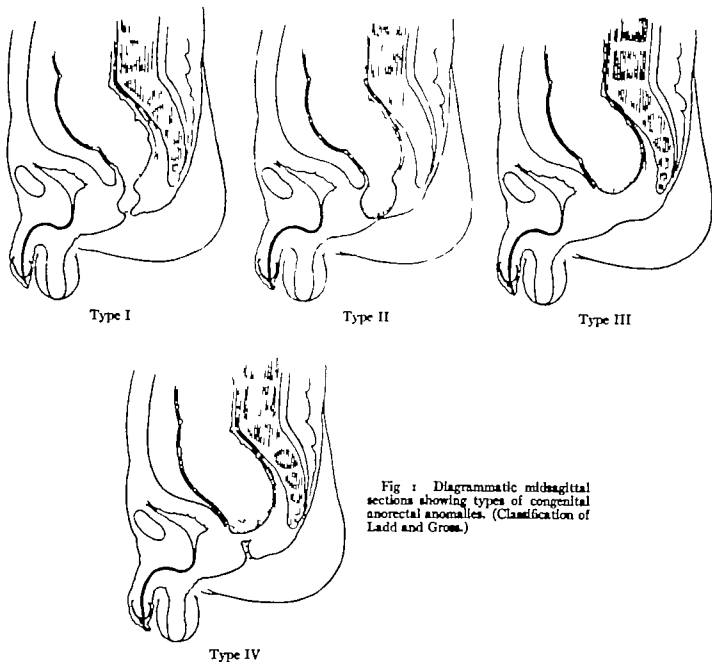 Type I
Type II
Type III
Fig 1 Diagrammatic midsagittal
sections showing types of congenital
anorectal anomalies. (Classification of
Ladd and Gross.)
Type IV